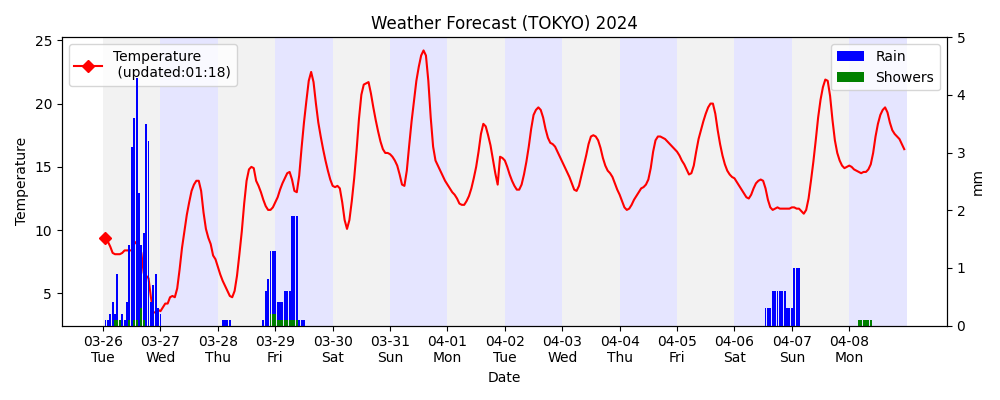 Weather Forecast (TOKYO) 2024
Temperature
(updated:01:18)
Rain
Showers
Temperature
25
20
15
10
5
mm
5
4
3
2
1
0
03-26 03-27 03-28 03-29 03-30 03-31 04-01 04-02 04-03 04-04 04-05 04-06 04-07 04-08
Tue Wed Thu Fri Sat Sun Mon Tue Wed Thu Fri Sat Sun Mon
Date